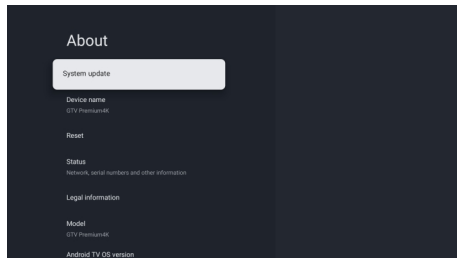 About
System update
Device name
GTV Premium4K
Reset
Status
Network, serial numbers and other information
Legal information
Model
GTV Premium4K
Android TV OS version